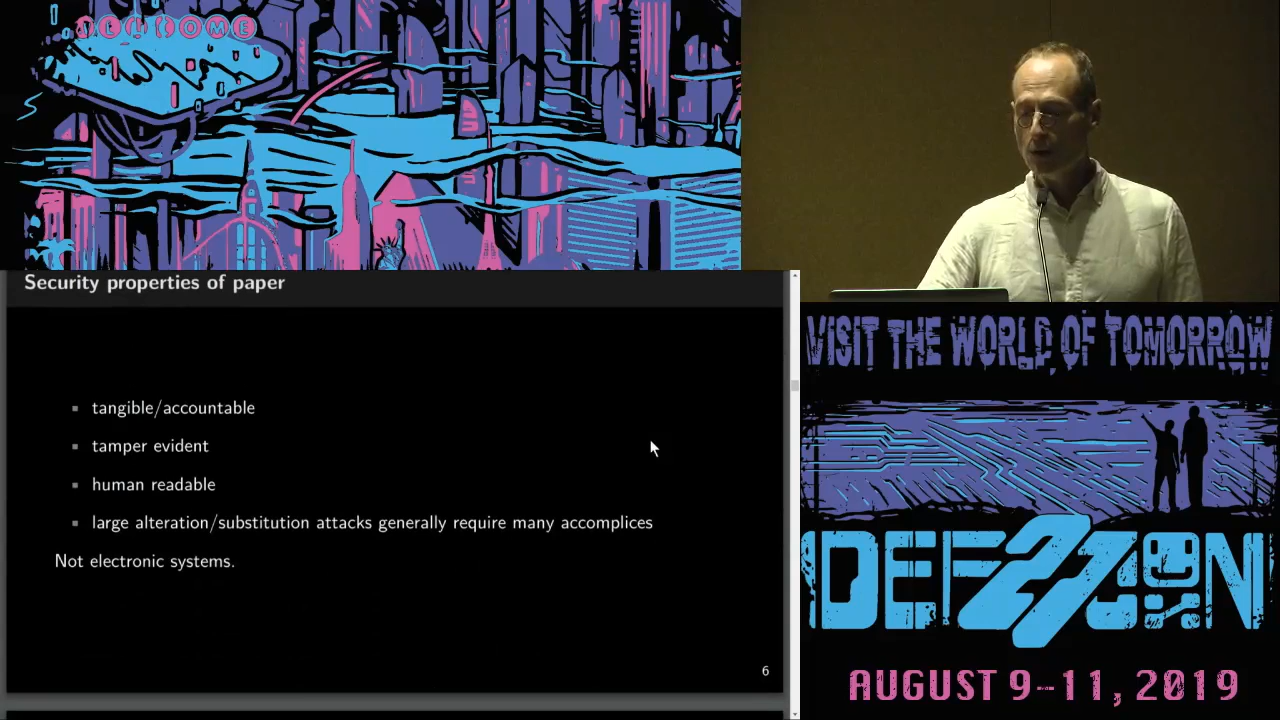 WELCOME
Security properties of paper
tangible/accountable
tamper evident
human readable
large alteration/substitution attacks generally require many accomplices
Not electronic systems.
6
VISIT THE WORLD OF TOMORROW
DEF CON
27
AUGUST 9-11, 2019